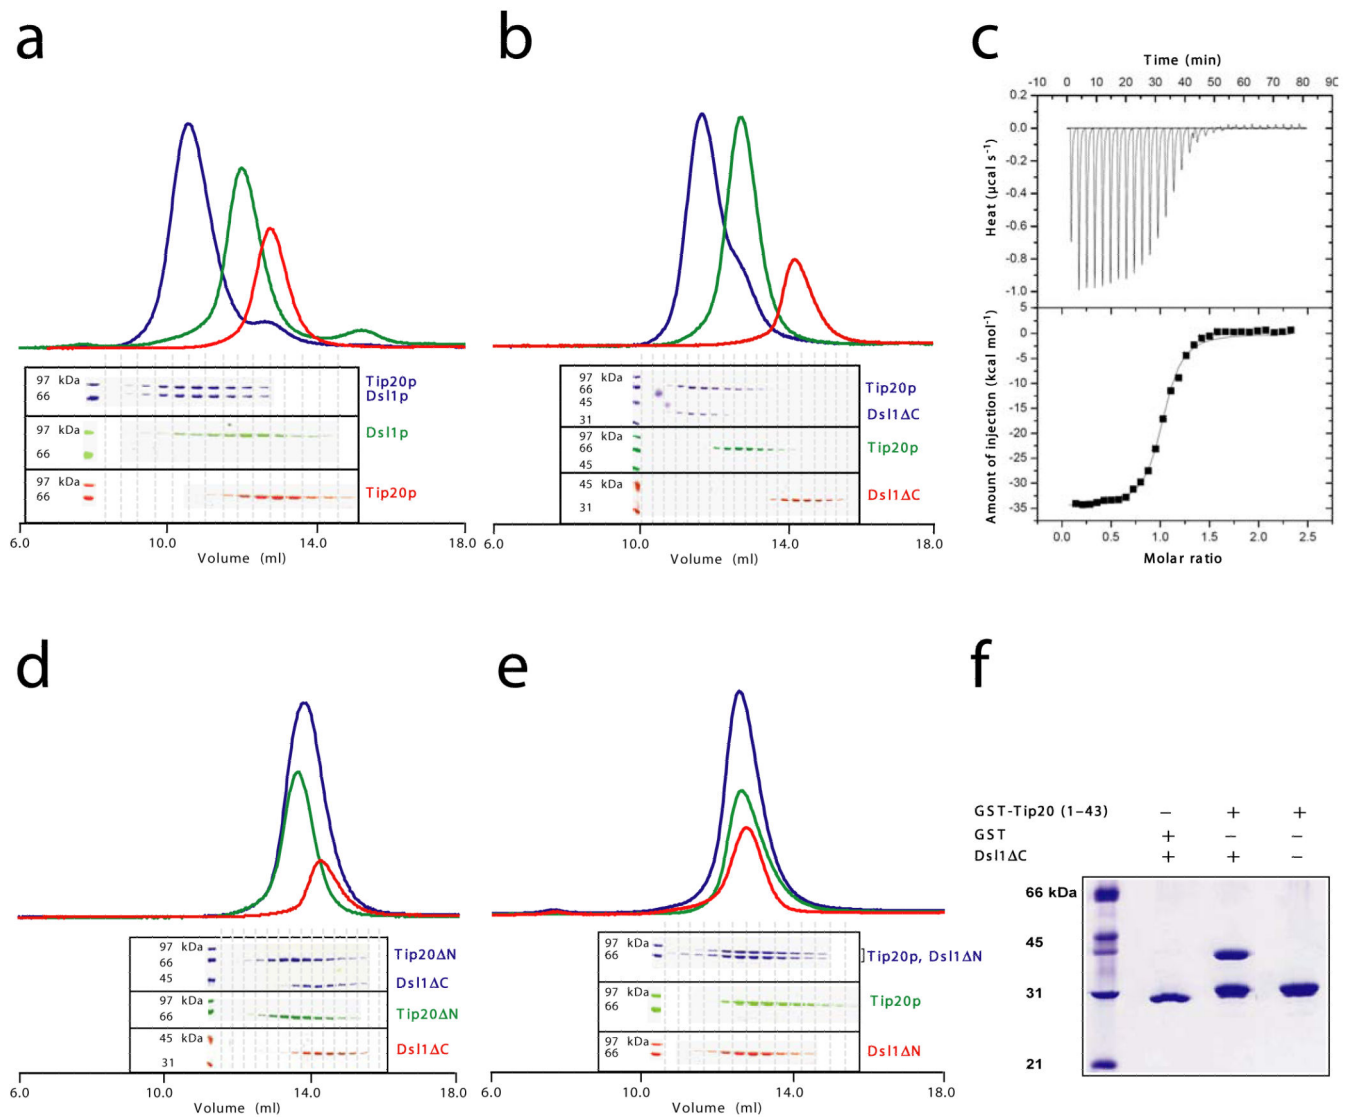 a
97 kDa
66
Tip20p
Dsl1p
97 kDa
66
Dsl1p
97 kDa
66
Tip20p
6.0 10.0 14.0 18.0
Volume (ml)
b
97 kDa
66
45
31
Tip20p
Dsl1ΔC
97 kDa
66
45
Tip20p
45 kDa
31
Dsl1ΔC
6.0 10.0 14.0 18.0
Volume (ml)
c
Time (min)
-10 0 10 20 30 40 50 60 70 80 90
0.2
0.0
-0.2
-0.4
-0.6
-0.8
-1.0
Heat (µcal s⁻¹)
5
0
-5
-10
-15
-20
-25
-30
-35
Amount of injection (kcal mol⁻¹)
0.0 0.5 1.0 1.5 2.0 2.5
Molar ratio
d
97 kDa
66
45
Tip20ΔN
Dsl1ΔC
97 kDa
66
Tip20ΔN
45 kDa
31
Dsl1ΔC
6.0 10.0 14.0 18.0
Volume (ml)
e
97 kDa
66
Tip20p, Dsl1ΔN
97 kDa
66
Tip20p
97 kDa
66
Dsl1ΔN
6.0 10.0 14.0 18.0
Volume (ml)
f
GST-Tip20 (1–43) – + +
GST + – –
Dsl1ΔC + + –
66 kDa
45
31
21